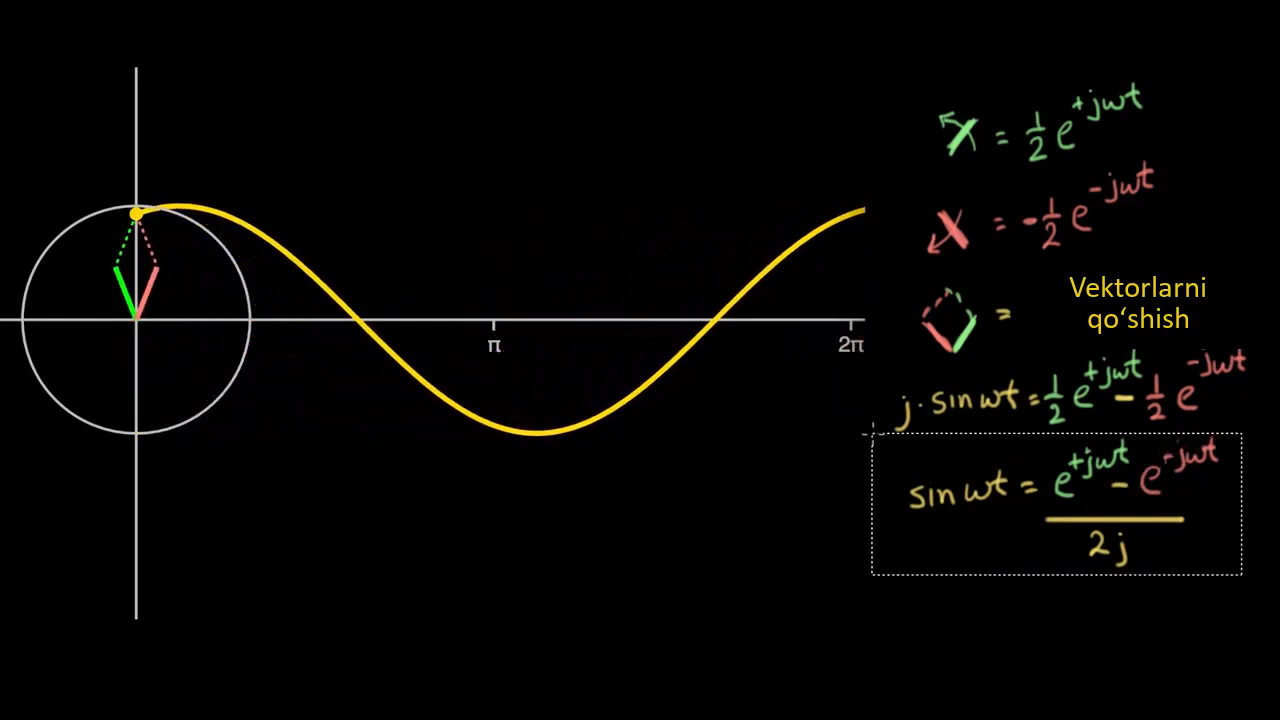 = 1/2 e^{+jωt}
= - 1/2 e^{-jωt}
=
Vektorlarni
qo‘shish
j · sin ωt = 1/2 e^{+jωt} - 1/2 e^{-jωt}
sin ωt = (e^{+jωt} - e^{-jωt}) / 2j
π
2π